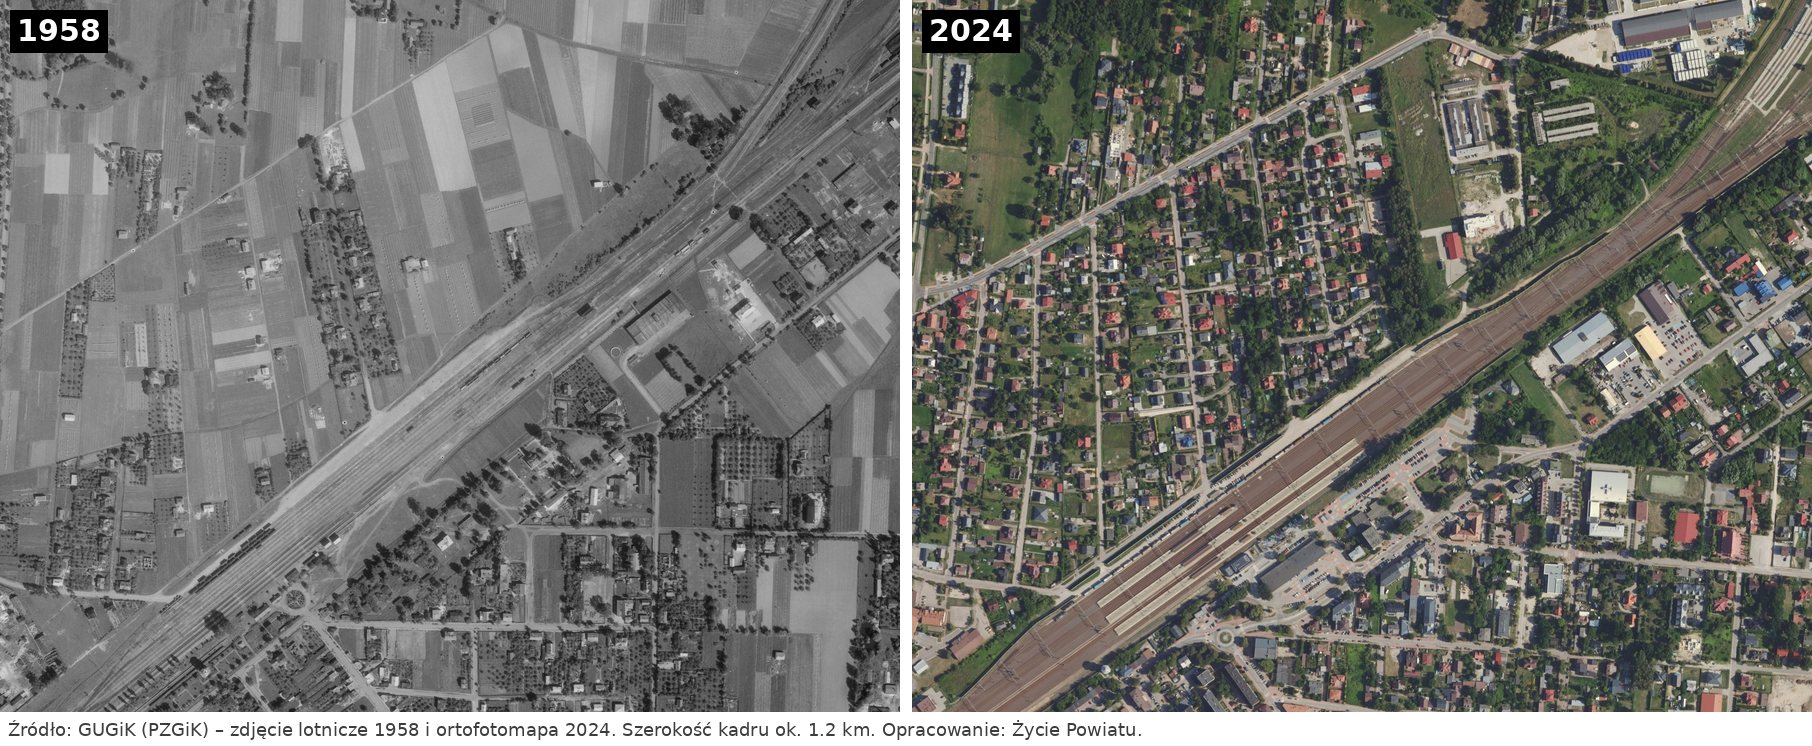 1958
2024
Źródło: GUGiK (PZGiK) – zdjęcie lotnicze 1958 i ortofotomapa 2024. Szerokość kadru ok. 1.2 km. Opracowanie: Życie Powiatu.